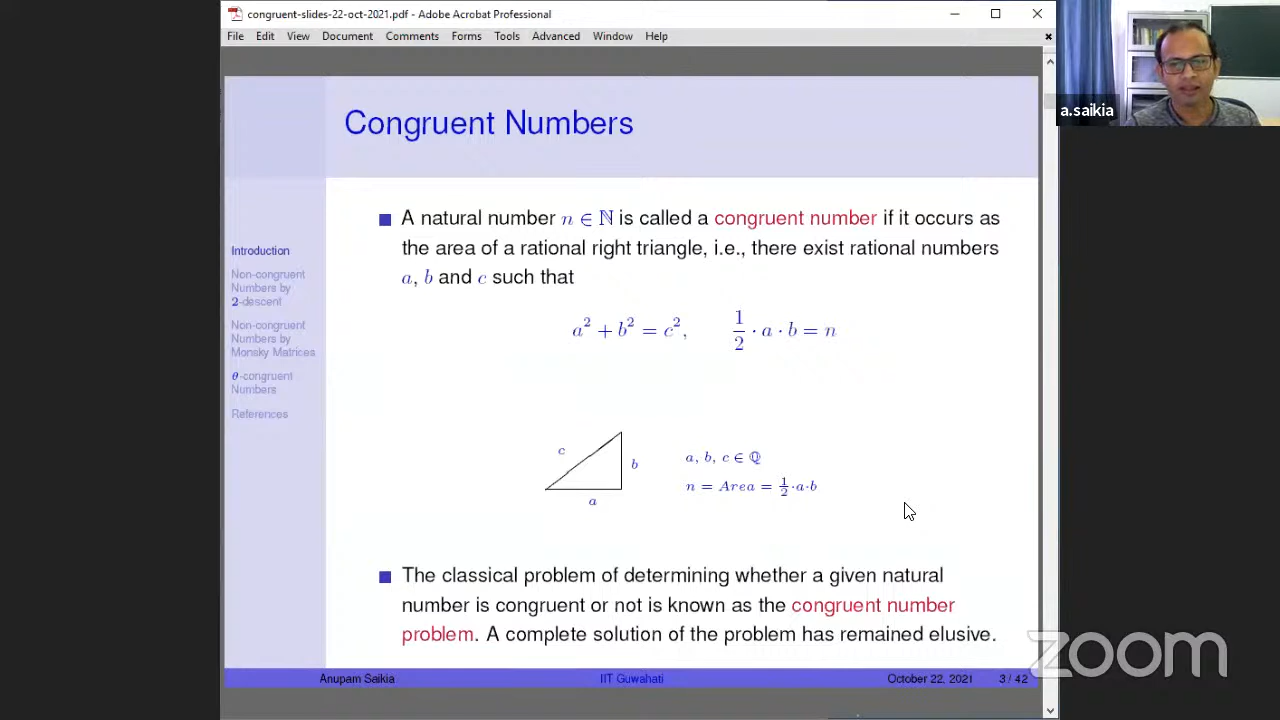 congruent-slides-22-oct-2021.pdf - Adobe Acrobat Professional
File Edit View Document Comments Forms Tools Advanced Window Help
a.saikia
Congruent Numbers
Introduction
Non-congruent
Numbers by
2-descent
Non-congruent
Numbers by
Monsky Matrices
θ-congruent
Numbers
References
A natural number n ∈ ℕ is called a congruent number if it occurs as
the area of a rational right triangle, i.e., there exist rational numbers
a, b and c such that
a² + b² = c², 1/2 · a · b = n
c
b
a
a, b, c ∈ ℚ
n = Area = 1/2 · a · b
The classical problem of determining whether a given natural
number is congruent or not is known as the congruent number
problem. A complete solution of the problem has remained elusive.
Anupam Saikia IIT Guwahati October 22, 2021 3 / 42
zoom